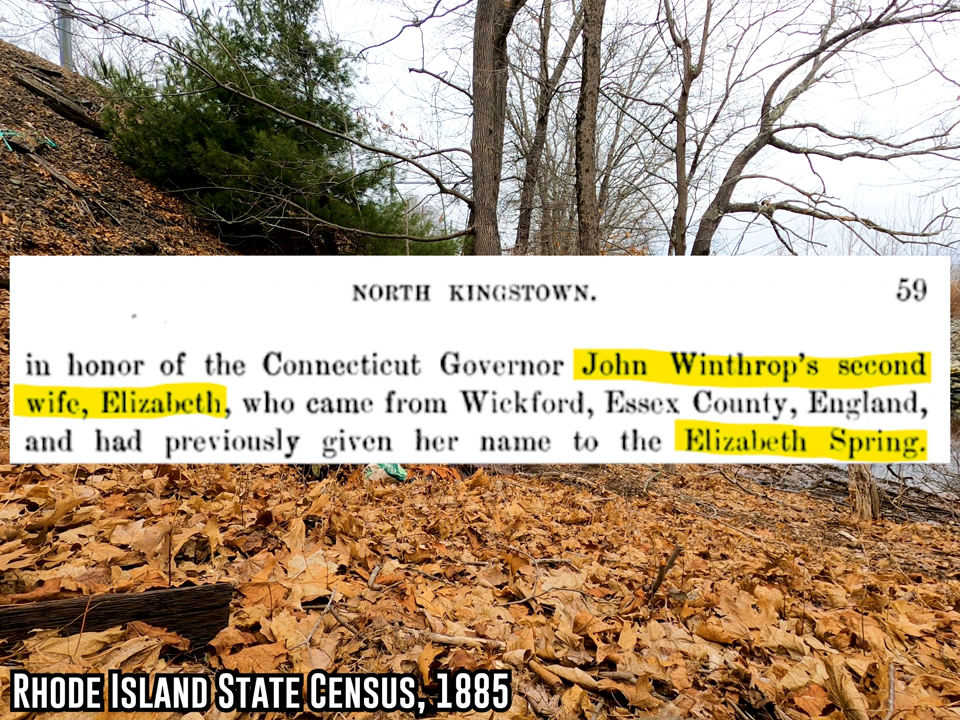 NORTH KINGSTOWN. 59
in honor of the Connecticut Governor John Winthrop's second
wife, Elizabeth, who came from Wickford, Essex County, England,
and had previously given her name to the Elizabeth Spring.
RHODE ISLAND STATE CENSUS, 1885